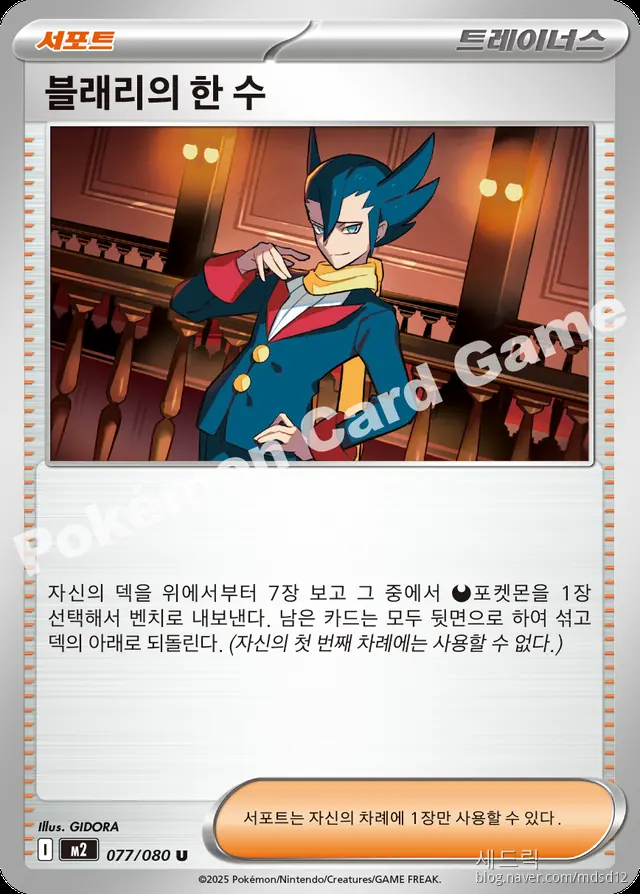 서포트
트레이너스
블래리의 한 수
Pokémon Card Game
자신의 덱을 위에서부터 7장 보고 그 중에서 포켓몬을 1장
선택해서 벤치로 내보낸다. 남은 카드는 모두 뒷면으로 하여 섞고
덱의 아래로 되돌린다. (자신의 첫 번째 차례에는 사용할 수 없다.)
서포트는 자신의 차례에 1장만 사용할 수 있다.
Illus. GIDORA
I M2 077/080 U
©2025 Pokémon/Nintendo/Creatures/GAME FREAK.
세드릭
blog.naver.com/mdsd12